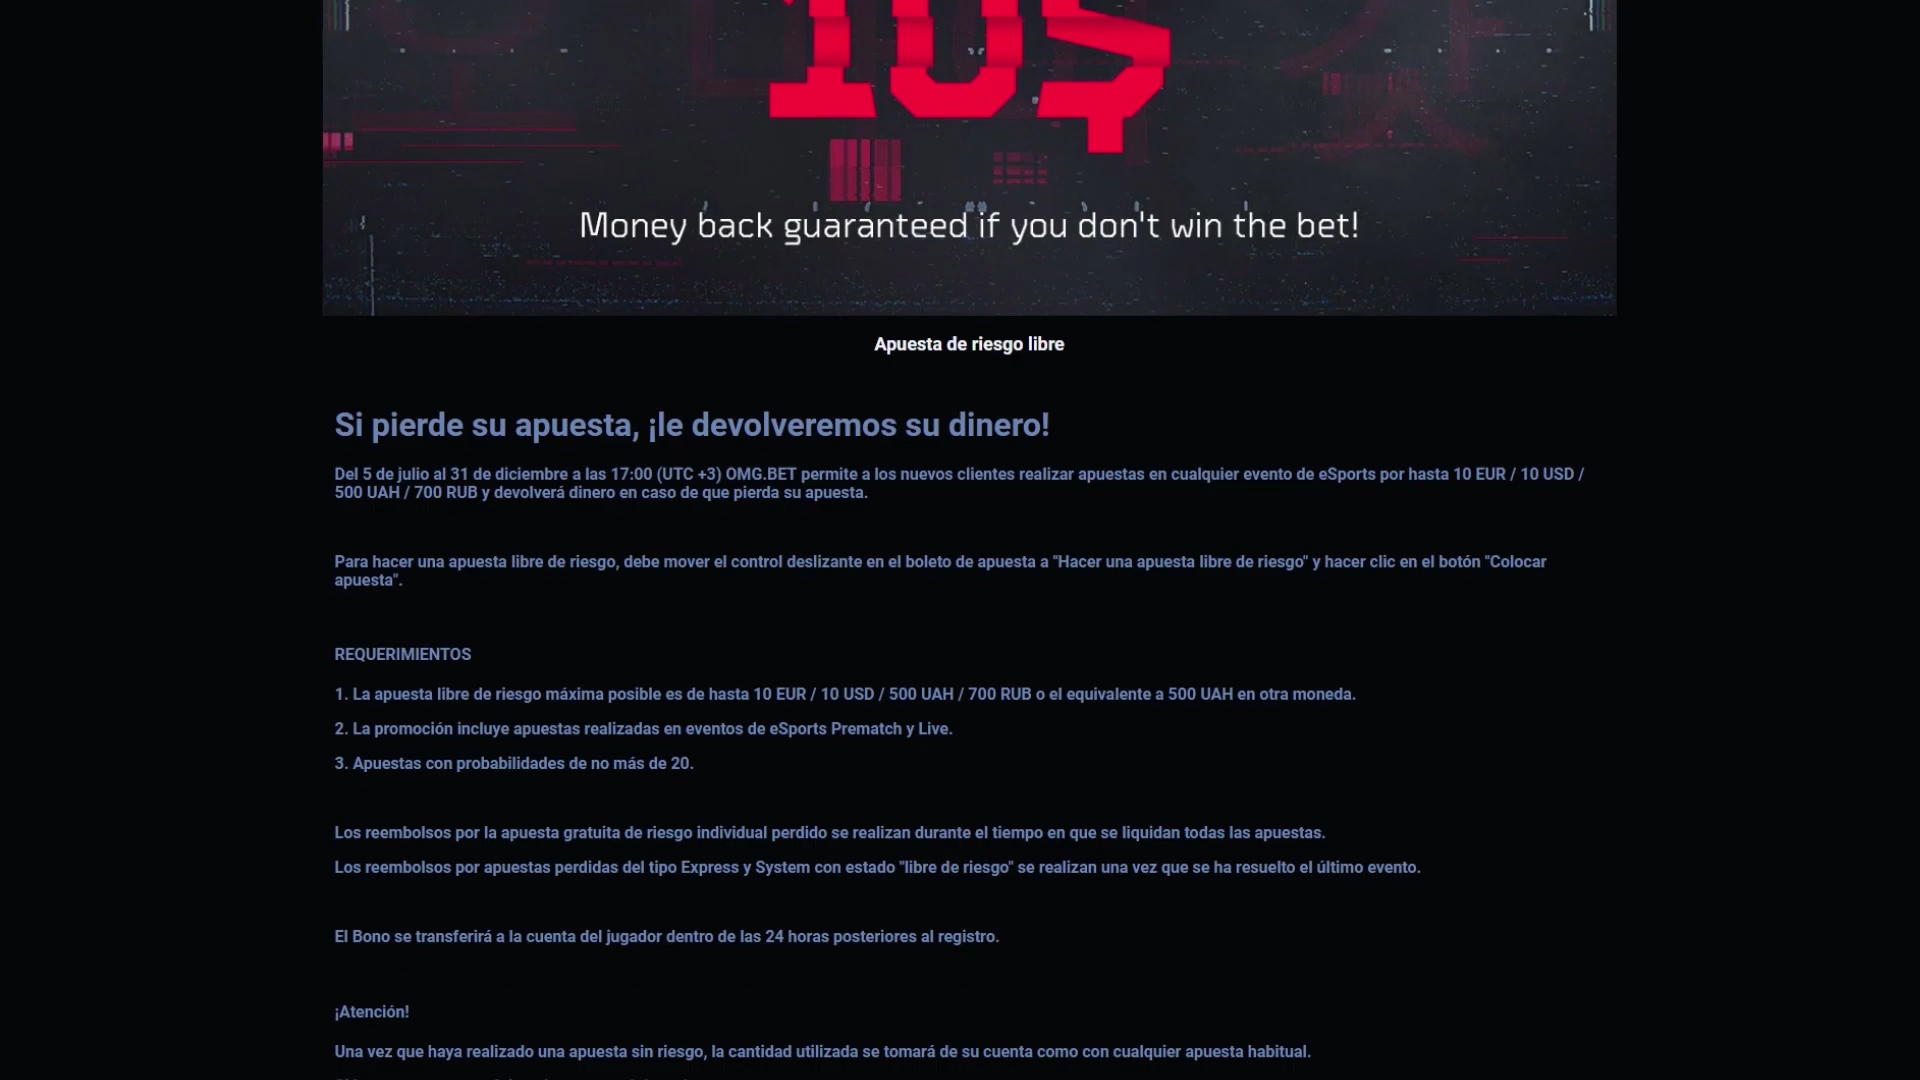 10$
Money back guaranteed if you don't win the bet!
Apuesta de riesgo libre
Si pierde su apuesta, ¡le devolveremos su dinero!
Del 5 de julio al 31 de diciembre a las 17:00 (UTC +3) OMG.BET permite a los nuevos clientes realizar apuestas en cualquier evento de eSports por hasta 10 EUR / 10 USD /
500 UAH / 700 RUB y devolverá dinero en caso de que pierda su apuesta.
Para hacer una apuesta libre de riesgo, debe mover el control deslizante en el boleto de apuesta a "Hacer una apuesta libre de riesgo" y hacer clic en el botón "Colocar
apuesta".
REQUERIMIENTOS
1. La apuesta libre de riesgo máxima posible es de hasta 10 EUR / 10 USD / 500 UAH / 700 RUB o el equivalente a 500 UAH en otra moneda.
2. La promoción incluye apuestas realizadas en eventos de eSports Prematch y Live.
3. Apuestas con probabilidades de no más de 20.
Los reembolsos por la apuesta gratuita de riesgo individual perdido se realizan durante el tiempo en que se liquidan todas las apuestas.
Los reembolsos por apuestas perdidas del tipo Express y System con estado "libre de riesgo" se realizan una vez que se ha resuelto el último evento.
El Bono se transferirá a la cuenta del jugador dentro de las 24 horas posteriores al registro.
¡Atención!
Una vez que haya realizado una apuesta sin riesgo, la cantidad utilizada se tomará de su cuenta como con cualquier apuesta habitual.